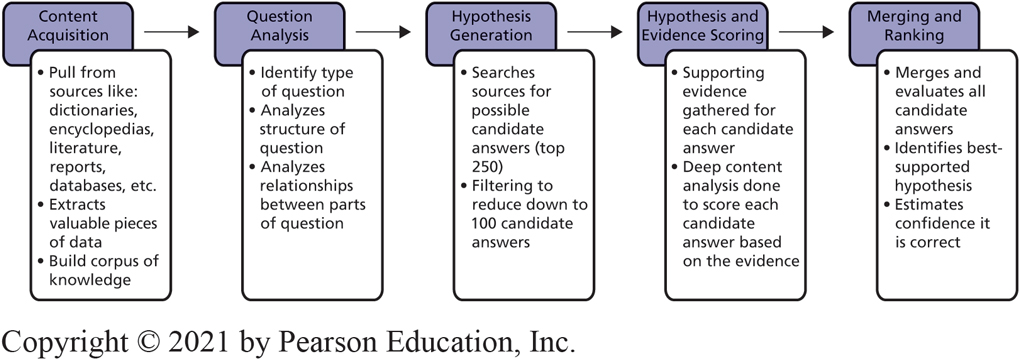 Content
Acquisition
• Pull from
sources like:
dictionaries,
encyclopedias,
literature,
reports,
databases, etc.
• Extracts
valuable pieces
of data
• Build corpus of
knowledge
Question
Analysis
• Identify type
of question
• Analyzes
structure of
question
• Analyzes
relationships
between parts
of question
Hypothesis
Generation
• Searches
sources for
possible
candidate
answers (top
250)
• Filtering to
reduce down to
100 candidate
answers
Hypothesis and
Evidence Scoring
• Supporting
evidence
gathered for
each candidate
answer
• Deep content
analysis done
to score each
candidate
answer based
on the evidence
Merging and
Ranking
• Merges and
evaluates all
candidate
answers
• Identifies best-
supported
hypothesis
• Estimates
confidence it
is correct
Copyright © 2021 by Pearson Education, Inc.